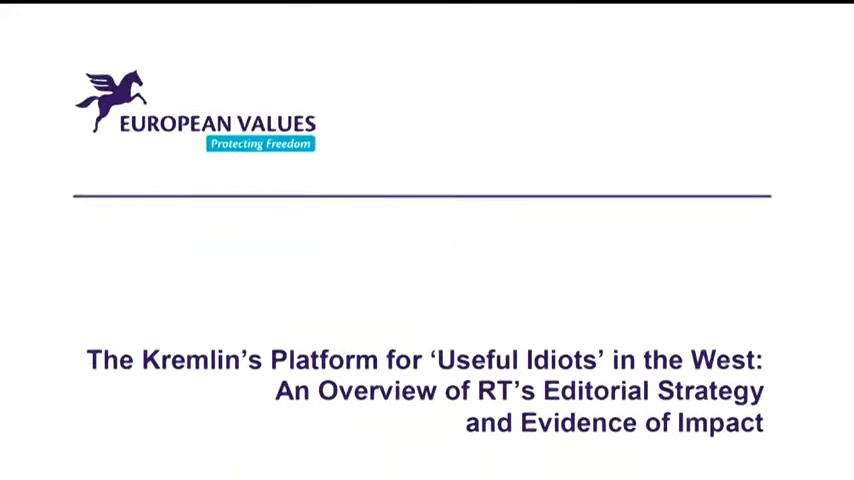 EUROPEAN VALUES
Protecting Freedom
The Kremlin’s Platform for ‘Useful Idiots’ in the West:
An Overview of RT’s Editorial Strategy
and Evidence of Impact